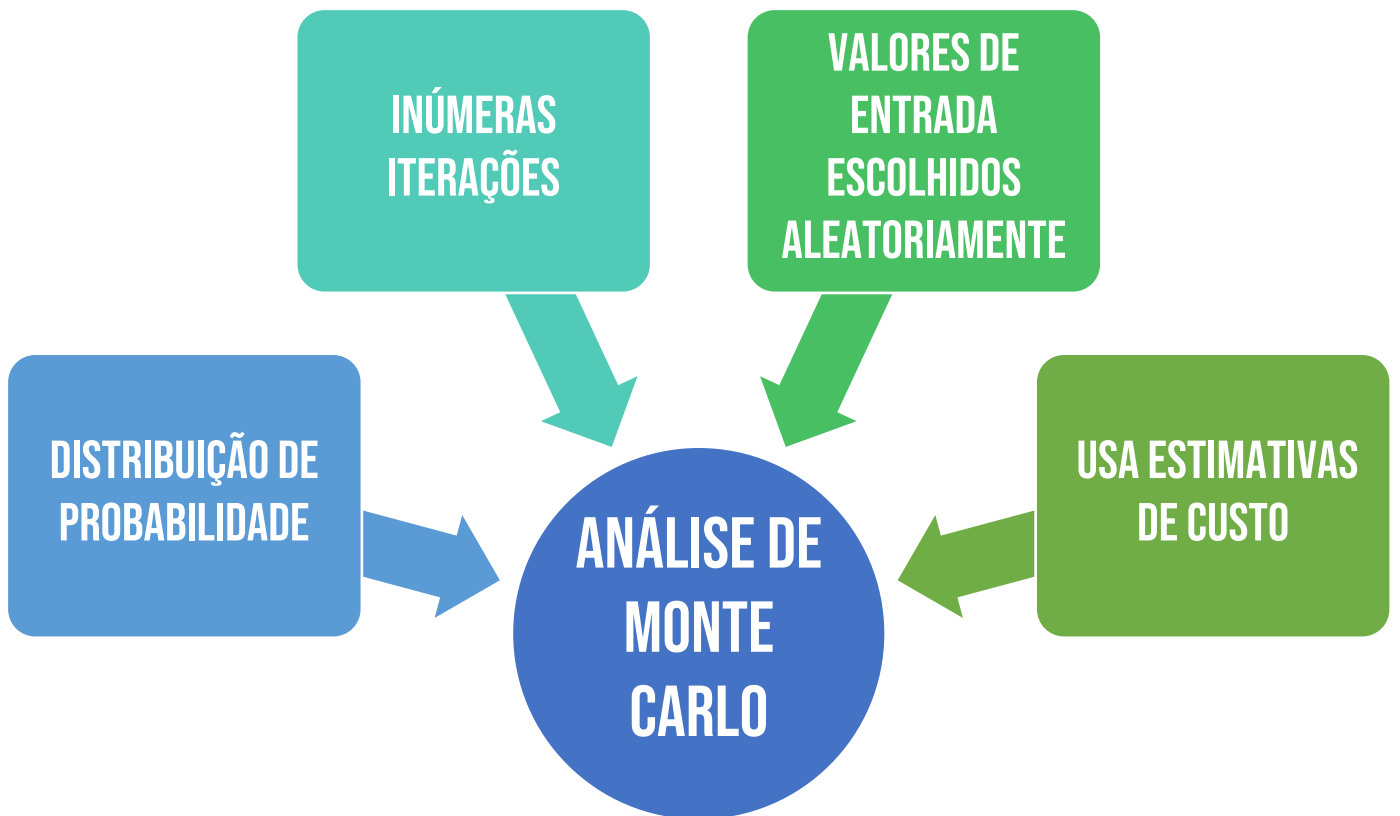 INÚMERAS
ITERAÇÕES
VALORES DE
ENTRADA
ESCOLHIDOS
ALEATORIAMENTE
DISTRIBUIÇÃO DE
PROBABILIDADE
USA ESTIMATIVAS
DE CUSTO
ANÁLISE DE
MONTE
CARLO